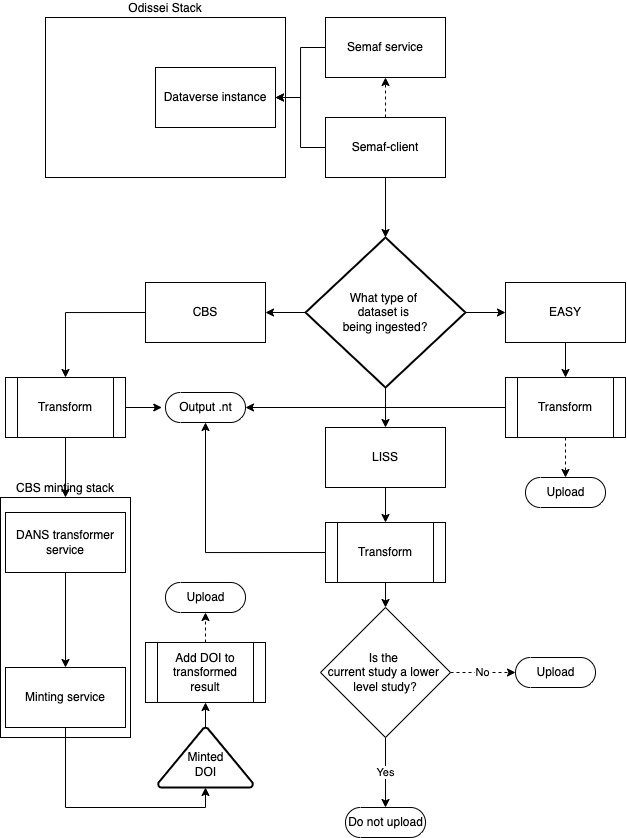 Odissei Stack
Semaf service
Dataverse instance
Semaf-client
What type of
dataset is
being ingested?
CBS
EASY
Transform
Output .nt
Transform
LISS
CBS minting stack
Upload
DANS transformer
service
Transform
Upload
Add DOI to
transformed
result
Is the
current study a lower
level study?
No
Upload
Minting service
Minted
DOI
Yes
Do not upload